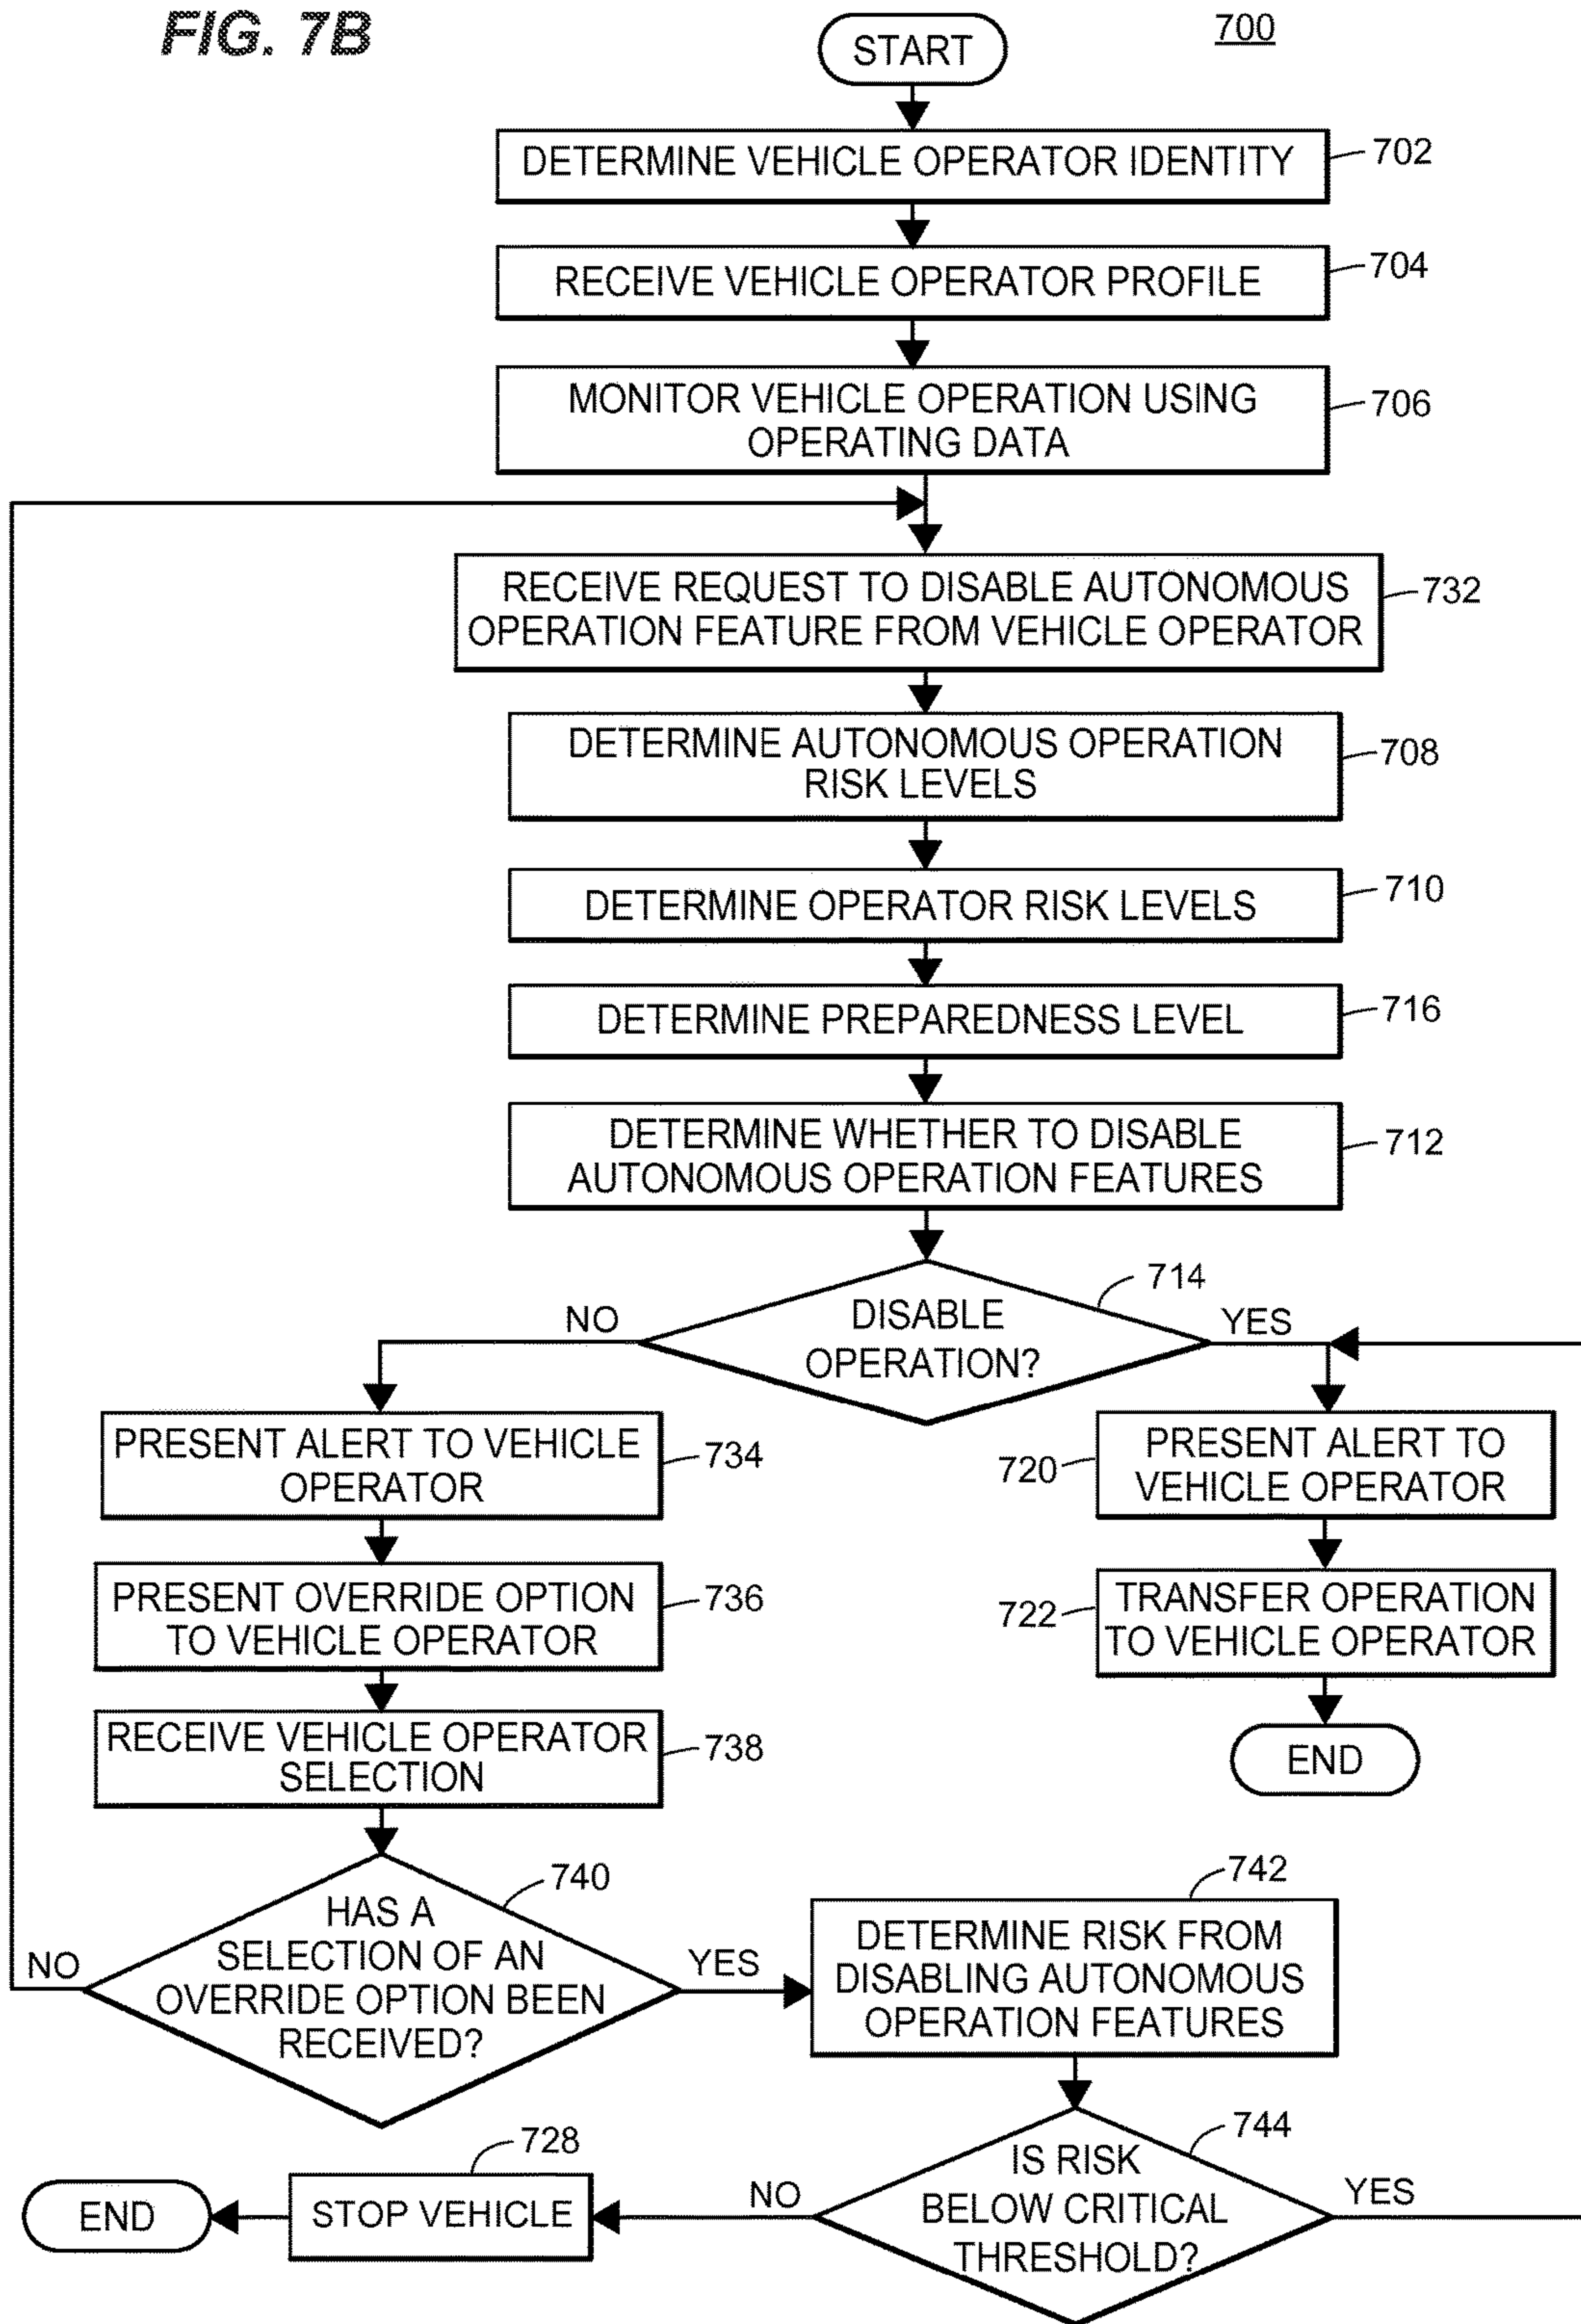 FIG. 7B
700
START
DETERMINE VEHICLE OPERATOR IDENTITY
702
RECEIVE VEHICLE OPERATOR PROFILE
704
MONITOR VEHICLE OPERATION USING
OPERATING DATA
706
RECEIVE REQUEST TO DISABLE AUTONOMOUS
OPERATION FEATURE FROM VEHICLE OPERATOR
732
DETERMINE AUTONOMOUS OPERATION
RISK LEVELS
708
DETERMINE OPERATOR RISK LEVELS
710
DETERMINE PREPAREDNESS LEVEL
716
DETERMINE WHETHER TO DISABLE
AUTONOMOUS OPERATION FEATURES
712
714
DISABLE
OPERATION?
NO
YES
PRESENT ALERT TO VEHICLE
OPERATOR
734
PRESENT OVERRIDE OPTION
TO VEHICLE OPERATOR
736
RECEIVE VEHICLE OPERATOR
SELECTION
738
720
PRESENT ALERT TO
VEHICLE OPERATOR
722
TRANSFER OPERATION
TO VEHICLE OPERATOR
END
740
HAS A
SELECTION OF AN
OVERRIDE OPTION BEEN
RECEIVED?
NO
YES
742
DETERMINE RISK FROM
DISABLING AUTONOMOUS
OPERATION FEATURES
744
IS RISK
BELOW CRITICAL
THRESHOLD?
NO
YES
728
STOP VEHICLE
END